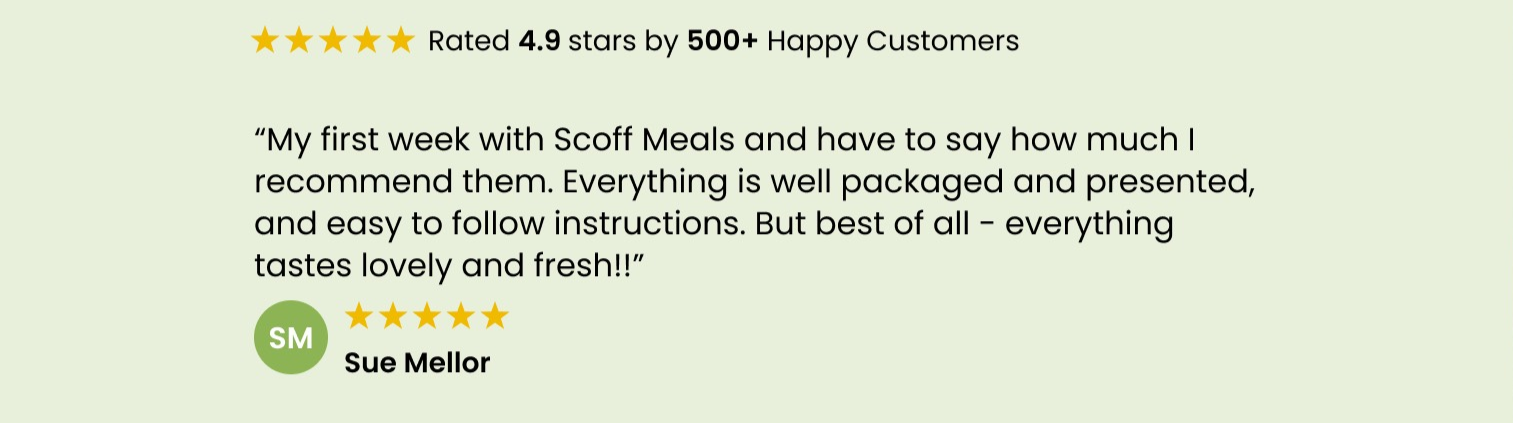 Rated 4.9 stars by 500+ Happy Customers
“My first week with Scoff Meals and have to say how much I
recommend them. Everything is well packaged and presented,
and easy to follow instructions. But best of all - everything
tastes lovely and fresh!!”
SM
Sue Mellor